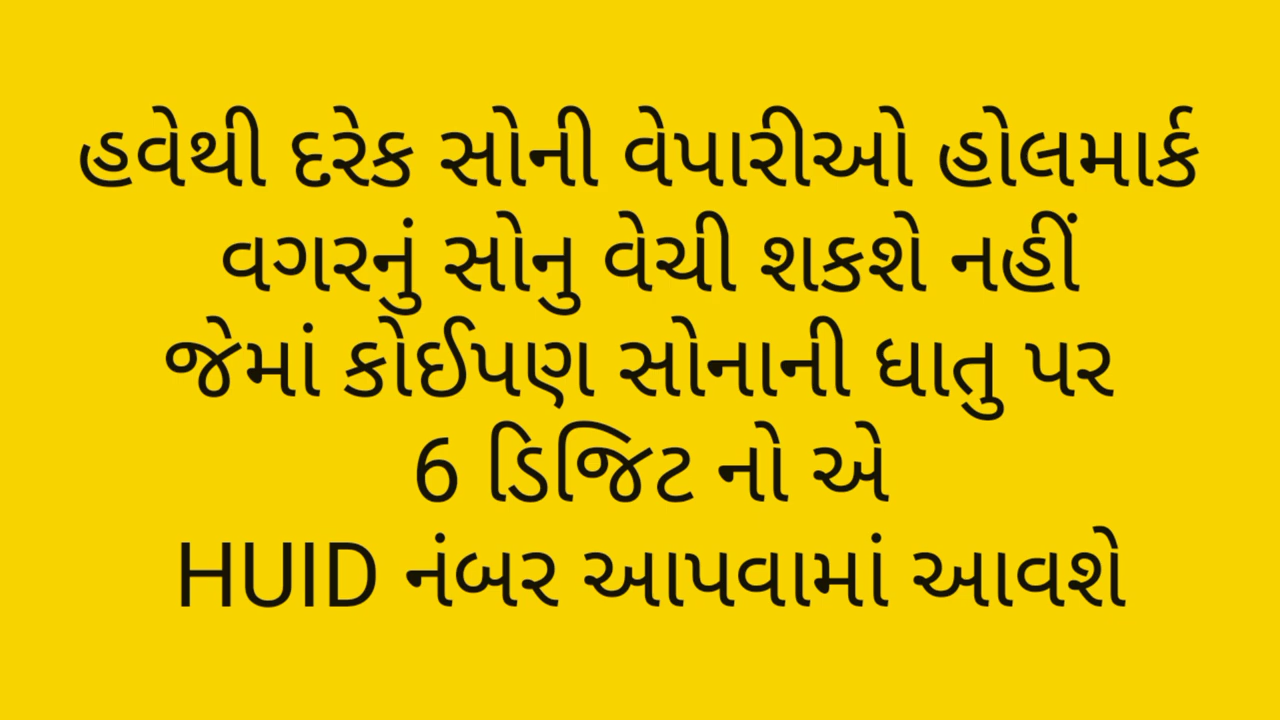 હવેથી દરેક સોની વેપારીઓ હોલમાર્ક
વગરનું સોનુ વેચી શકશે નહીં
જેમાં કોઈપણ સોનાની ધાતુ પર
6 ડિજિટ નો એ
HUID નંબર આપવામાં આવશે